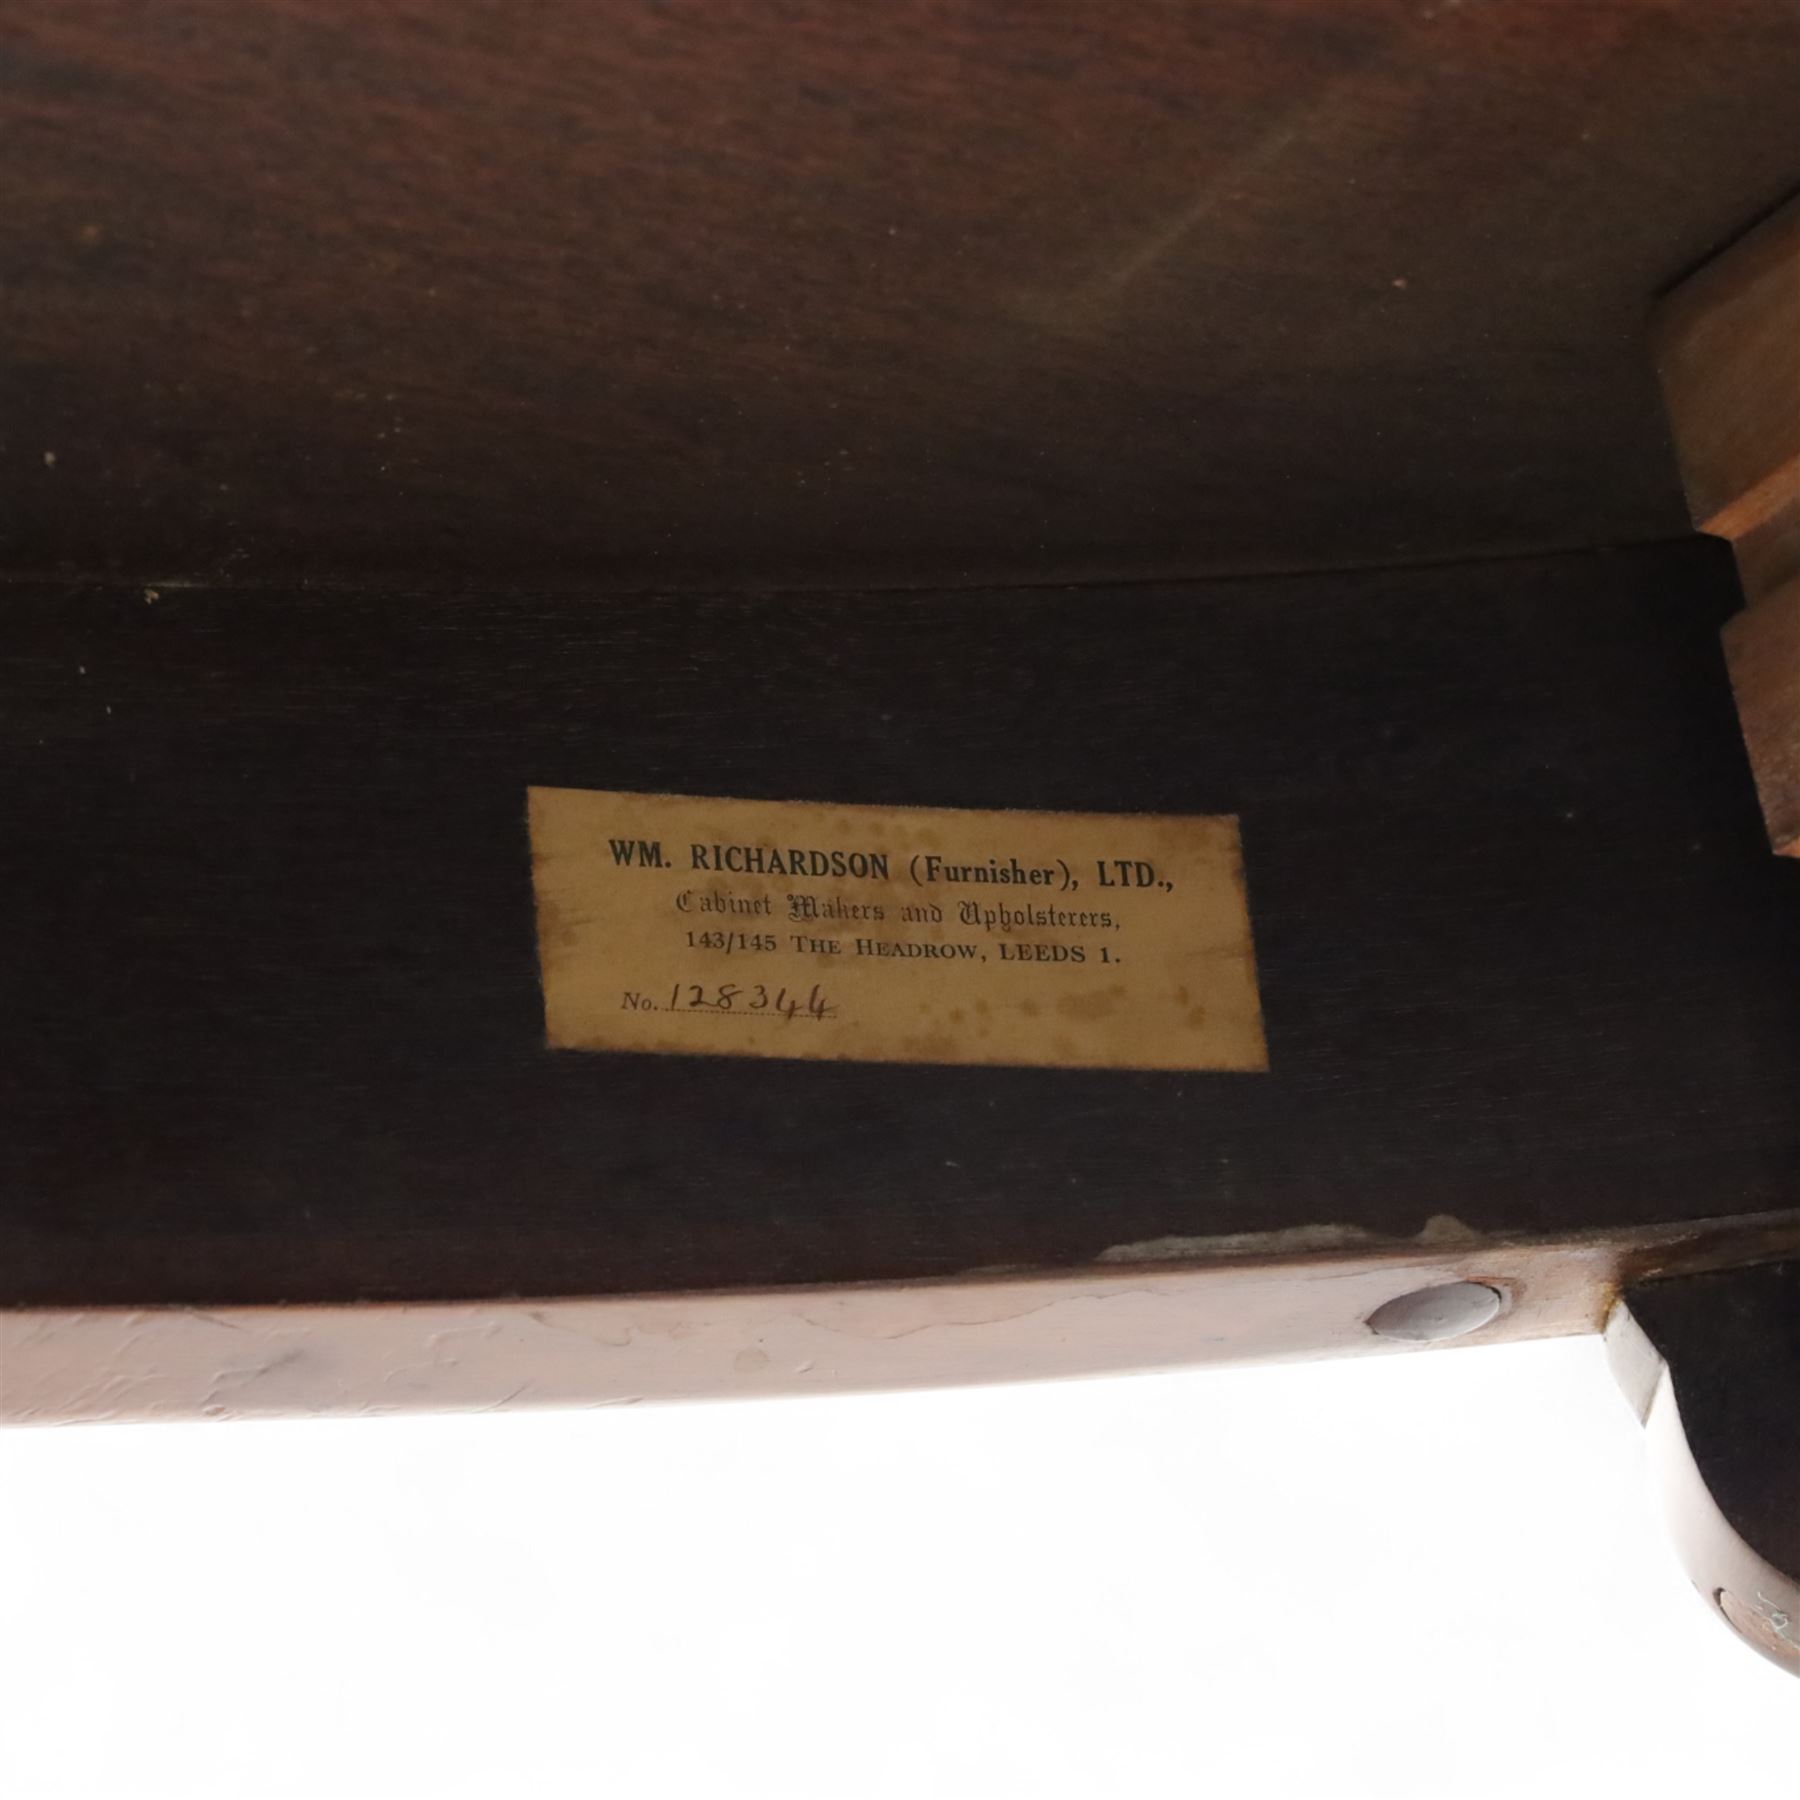 WM. RICHARDSON (Furnisher), LTD.,
Cabinet Makers and Upholsterers,
143/145 THE HEADROW, LEEDS 1.
No. 128344